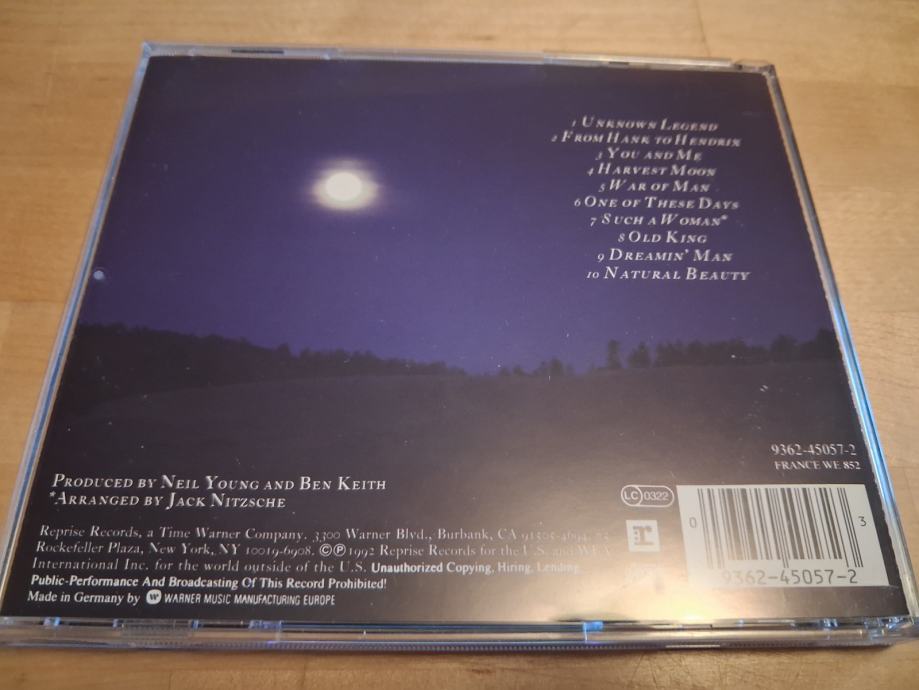 1 Unknown Legend
2 From Hank to Hendrix
3 You and Me
4 Harvest Moon
5 War of Man
6 One of These Days
7 Such a Woman*
8 Old King
9 Dreamin' Man
10 Natural Beauty
9362-45057-2
FRANCE WE 852
Produced by Neil Young and Ben Keith
*Arranged by Jack Nitzsche
LC 0322
0 3
9362-45057-2
Reprise Records, a Time Warner Company. 3300 Warner Blvd., Burbank, CA 91505-4694. 75
Rockefeller Plaza, New York, NY 10019-6908. ©℗ 1992 Reprise Records for the U.S. and WEA
International Inc. for the world outside of the U.S. Unauthorized Copying, Hiring, Lending,
Public-Performance And Broadcasting Of This Record Prohibited!
Made in Germany by WARNER MUSIC MANUFACTURING EUROPE